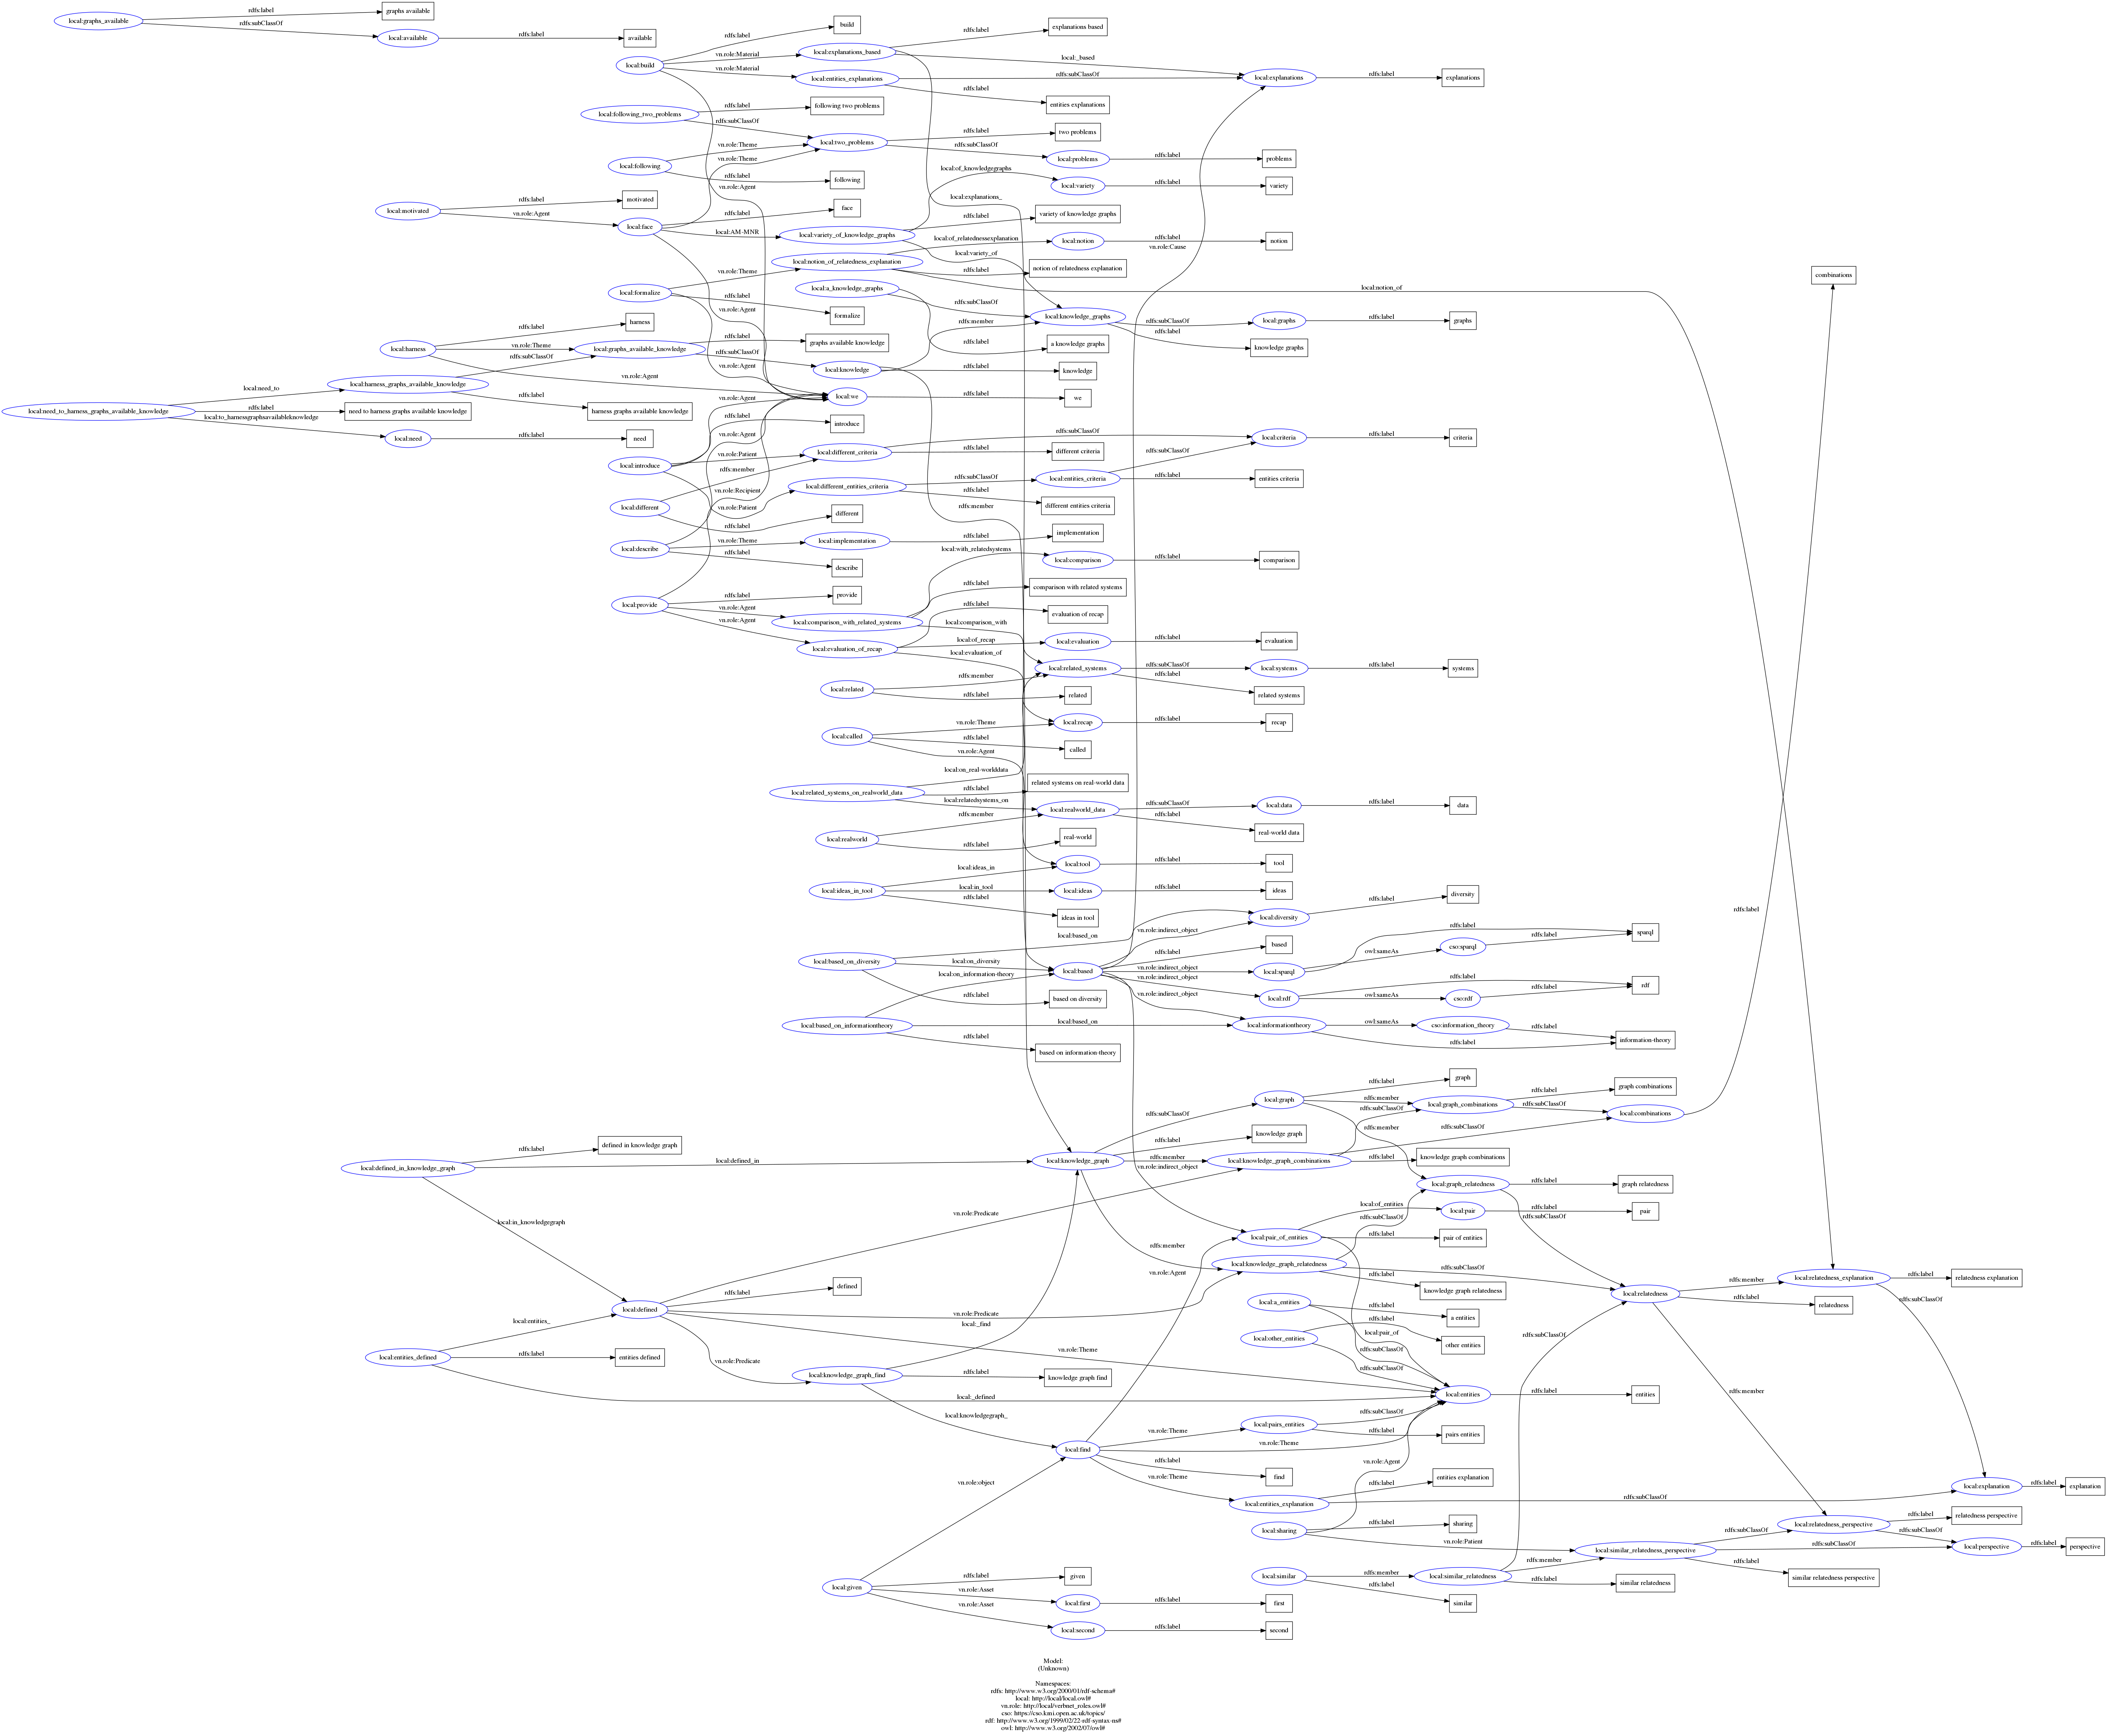 local:graphs_available
rdfs:label
graphs available
rdfs:subClassOf
local:available
rdfs:label
available
local:build
rdfs:label
build
vn.role:Material
local:explanations_based
rdfs:label
explanations based
local:_based
local:explanations
rdfs:label
explanations
vn.role:Material
local:entities_explanations
rdfs:subClassOf
rdfs:label
entities explanations
local:following_two_problems
rdfs:label
following two problems
rdfs:subClassOf
local:two_problems
rdfs:label
two problems
rdfs:subClassOf
local:problems
rdfs:label
problems
local:following
vn.role:Theme
vn.role:Theme
rdfs:label
following
vn.role:Agent
local:of_knowledgegraphs
local:variety
rdfs:label
variety
local:explanations_
local:motivated
rdfs:label
motivated
vn.role:Agent
local:face
rdfs:label
face
local:AM-MNR
local:variety_of_knowledge_graphs
rdfs:label
variety of knowledge graphs
local:of_relatednessexplanation
local:notion
rdfs:label
notion
vn.role:Cause
local:variety_of
local:notion_of_relatedness_explanation
rdfs:label
notion of relatedness explanation
local:notion_of
combinations
local:formalize
vn.role:Theme
rdfs:label
formalize
vn.role:Agent
local:a_knowledge_graphs
rdfs:subClassOf
local:knowledge_graphs
rdfs:subClassOf
local:graphs
rdfs:label
graphs
rdfs:label
knowledge graphs
rdfs:member
rdfs:label
a knowledge graphs
local:harness
rdfs:label
harness
vn.role:Theme
local:graphs_available_knowledge
rdfs:label
graphs available knowledge
rdfs:subClassOf
rdfs:subClassOf
local:knowledge
rdfs:label
knowledge
vn.role:Agent
vn.role:Agent
local:need_to
local:harness_graphs_available_knowledge
rdfs:label
harness graphs available knowledge
local:need_to_harness_graphs_available_knowledge
rdfs:label
need to harness graphs available knowledge
local:to_harnessgraphsavailableknowledge
local:need
rdfs:label
need
local:we
rdfs:label
we
vn.role:Agent
rdfs:label
introduce
vn.role:Agent
local:introduce
vn.role:Patient
local:different_criteria
rdfs:subClassOf
local:criteria
rdfs:label
criteria
rdfs:label
different criteria
rdfs:subClassOf
rdfs:member
vn.role:Recipient
local:different_entities_criteria
rdfs:subClassOf
local:entities_criteria
rdfs:label
entities criteria
rdfs:label
different entities criteria
local:different
vn.role:Patient
rdfs:label
different
rdfs:member
local:describe
vn.role:Theme
local:implementation
rdfs:label
implementation
rdfs:label
describe
local:with_relatedsystems
local:comparison
rdfs:label
comparison
local:provide
rdfs:label
provide
vn.role:Agent
local:comparison_with_related_systems
rdfs:label
comparison with related systems
rdfs:label
evaluation of recap
local:comparison_with
vn.role:Agent
local:evaluation_of_recap
local:of_recap
local:evaluation
rdfs:label
evaluation
local:evaluation_of
local:related_systems
rdfs:subClassOf
local:systems
rdfs:label
systems
rdfs:label
related systems
local:related
rdfs:member
rdfs:label
related
local:called
vn.role:Theme
local:recap
rdfs:label
recap
rdfs:label
called
vn.role:Agent
local:on_real-worlddata
local:related_systems_on_realworld_data
rdfs:label
related systems on real-world data
local:relatedsystems_on
local:realworld_data
rdfs:subClassOf
local:data
rdfs:label
data
rdfs:label
real-world data
local:realworld
rdfs:member
rdfs:label
real-world
local:ideas_in
local:tool
rdfs:label
tool
local:ideas_in_tool
local:in_tool
local:ideas
rdfs:label
ideas
rdfs:label
ideas in tool
local:based_on
local:diversity
rdfs:label
diversity
vn.role:indirect_object
rdfs:label
based
local:based_on_diversity
local:on_diversity
local:based
vn.role:indirect_object
local:sparql
owl:sameAs
cso:sparql
rdfs:label
rdfs:label
sparql
local:on_information-theory
rdfs:label
based on diversity
vn.role:indirect_object
local:rdf
owl:sameAs
cso:rdf
rdfs:label
rdfs:label
rdf
vn.role:indirect_object
local:based_on_informationtheory
local:based_on
local:informationtheory
owl:sameAs
cso:information_theory
rdfs:label
rdfs:label
information-theory
rdfs:label
based on information-theory
rdfs:label
rdfs:subClassOf
local:graph
rdfs:label
graph
rdfs:member
local:graph_combinations
rdfs:label
graph combinations
rdfs:subClassOf
rdfs:subClassOf
local:combinations
rdfs:member
rdfs:subClassOf
rdfs:label
knowledge graph
local:defined_in_knowledge_graph
rdfs:label
defined in knowledge graph
local:defined_in
local:knowledge_graph
rdfs:member
local:knowledge_graph_combinations
rdfs:label
knowledge graph combinations
vn.role:indirect_object
local:graph_relatedness
rdfs:label
graph relatedness
local:in_knowledgegraph
vn.role:Predicate
local:of_entities
local:pair
rdfs:label
pair
rdfs:subClassOf
rdfs:subClassOf
local:pair_of_entities
rdfs:label
pair of entities
rdfs:member
local:knowledge_graph_relatedness
rdfs:subClassOf
rdfs:label
knowledge graph relatedness
vn.role:Agent
local:relatedness
rdfs:member
local:relatedness_explanation
rdfs:label
relatedness explanation
rdfs:label
relatedness
rdfs:subClassOf
local:defined
rdfs:label
defined
vn.role:Predicate
local:_find
local:a_entities
rdfs:label
a entities
local:other_entities
rdfs:label
other entities
local:pair_of
rdfs:subClassOf
rdfs:subClassOf
rdfs:subClassOf
local:entities_
local:entities_defined
rdfs:label
entities defined
vn.role:Predicate
vn.role:Theme
local:knowledge_graph_find
rdfs:label
knowledge graph find
local:_defined
local:entities
rdfs:label
entities
rdfs:member
local:knowledgegraph_
local:pairs_entities
rdfs:subClassOf
rdfs:label
pairs entities
vn.role:Theme
local:find
vn.role:Theme
rdfs:label
find
vn.role:Agent
vn.role:Theme
vn.role:object
local:entities_explanation
rdfs:label
entities explanation
rdfs:subClassOf
local:explanation
rdfs:label
explanation
local:sharing
rdfs:label
sharing
vn.role:Patient
local:relatedness_perspective
rdfs:label
relatedness perspective
rdfs:subClassOf
rdfs:subClassOf
local:similar_relatedness_perspective
rdfs:subClassOf
local:perspective
rdfs:label
perspective
rdfs:label
similar relatedness perspective
local:given
rdfs:label
given
vn.role:Asset
local:first
rdfs:label
first
local:similar
rdfs:member
local:similar_relatedness
rdfs:member
rdfs:label
similar relatedness
rdfs:label
similar
vn.role:Asset
local:second
rdfs:label
second
Model:
(Unknown)
Namespaces:
rdfs: http://www.w3.org/2000/01/rdf-schema#
local: http://local/local.owl#
vn.role: http://local/verbnet_roles.owl#
cso: https://cso.kmi.open.ac.uk/topics/
rdf: http://www.w3.org/1999/02/22-rdf-syntax-ns#
owl: http://www.w3.org/2002/07/owl#